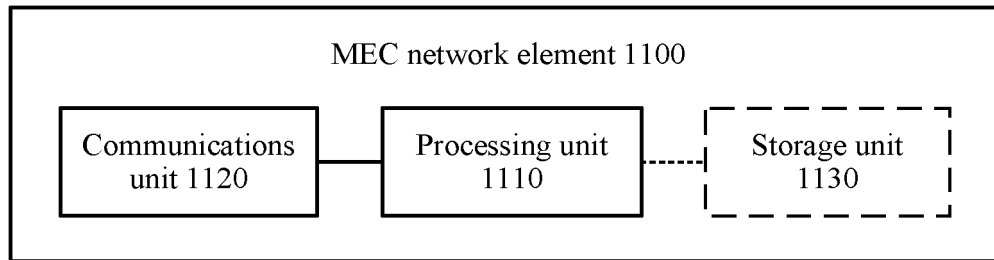 MEC network element 1100
Communications
unit 1120
Processing unit
1110
Storage unit
1130